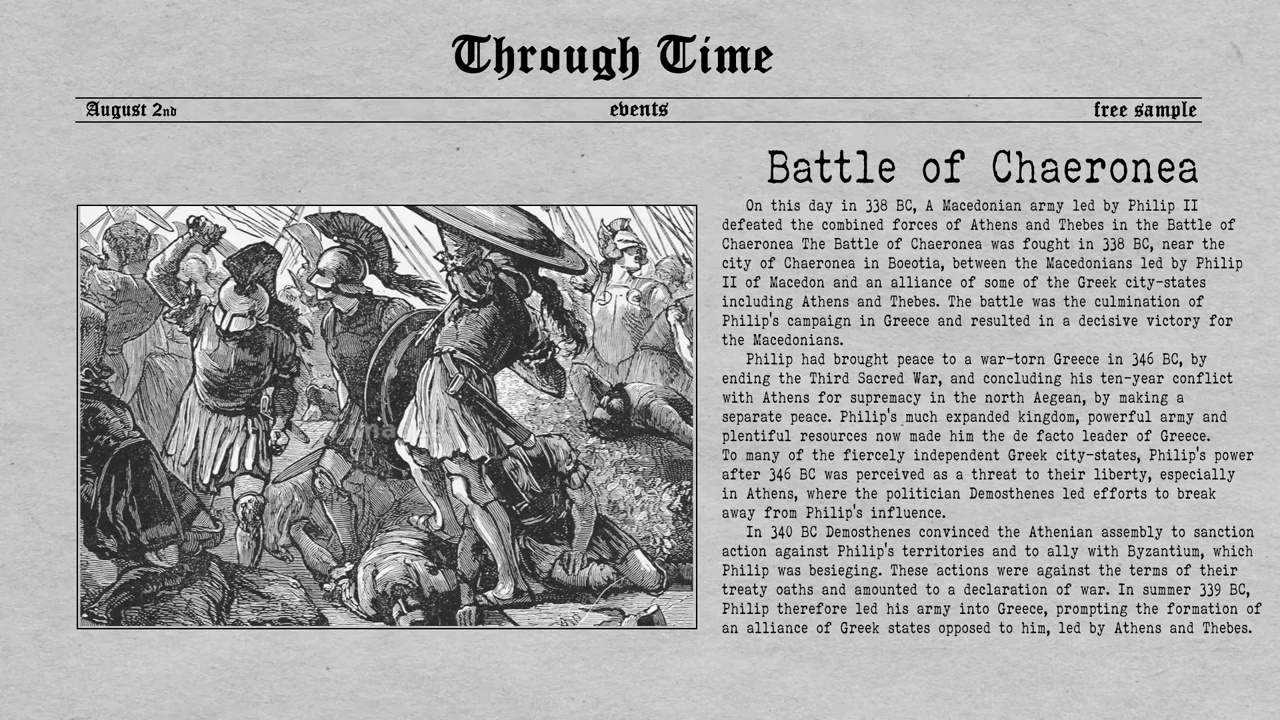 Through Time
August 2nd events free sample
Battle of Chaeronea
On this day in 338 BC, A Macedonian army led by Philip II
defeated the combined forces of Athens and Thebes in the Battle of
Chaeronea The Battle of Chaeronea was fought in 338 BC, near the
city of Chaeronea in Boeotia, between the Macedonians led by Philip
II of Macedon and an alliance of some of the Greek city-states
including Athens and Thebes. The battle was the culmination of
Philip's campaign in Greece and resulted in a decisive victory for
the Macedonians.
Philip had brought peace to a war-torn Greece in 346 BC, by
ending the Third Sacred War, and concluding his ten-year conflict
with Athens for supremacy in the north Aegean, by making a
separate peace. Philip's much expanded kingdom, powerful army and
plentiful resources now made him the de facto leader of Greece.
To many of the fiercely independent Greek city-states, Philip's power
after 346 BC was perceived as a threat to their liberty, especially
in Athens, where the politician Demosthenes led efforts to break
away from Philip's influence.
In 340 BC Demosthenes convinced the Athenian assembly to sanction
action against Philip's territories and to ally with Byzantium, which
Philip was besieging. These actions were against the terms of their
treaty oaths and amounted to a declaration of war. In summer 339 BC,
Philip therefore led his army into Greece, prompting the formation of
an alliance of Greek states opposed to him, led by Athens and Thebes.